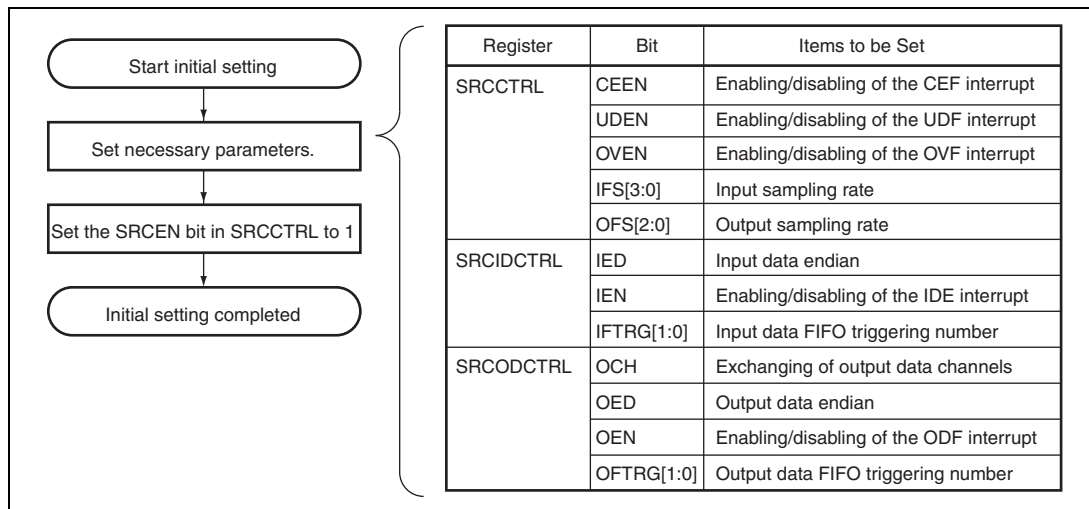 Start initial setting
Set necessary parameters.
Set the SRCEN bit in SRCCTRL to 1
Initial setting completed
Register Bit Items to be Set
SRCCTRL CEEN Enabling/disabling of the CEF interrupt
UDEN Enabling/disabling of the UDF interrupt
OVEN Enabling/disabling of the OVF interrupt
IFS[3:0] Input sampling rate
OFS[2:0] Output sampling rate
SRCIDCTRL IED Input data endian
IEN Enabling/disabling of the IDE interrupt
IFTRG[1:0] Input data FIFO triggering number
SRCODCTRL OCH Exchanging of output data channels
OED Output data endian
OEN Enabling/disabling of the ODF interrupt
OFTRG[1:0] Output data FIFO triggering number